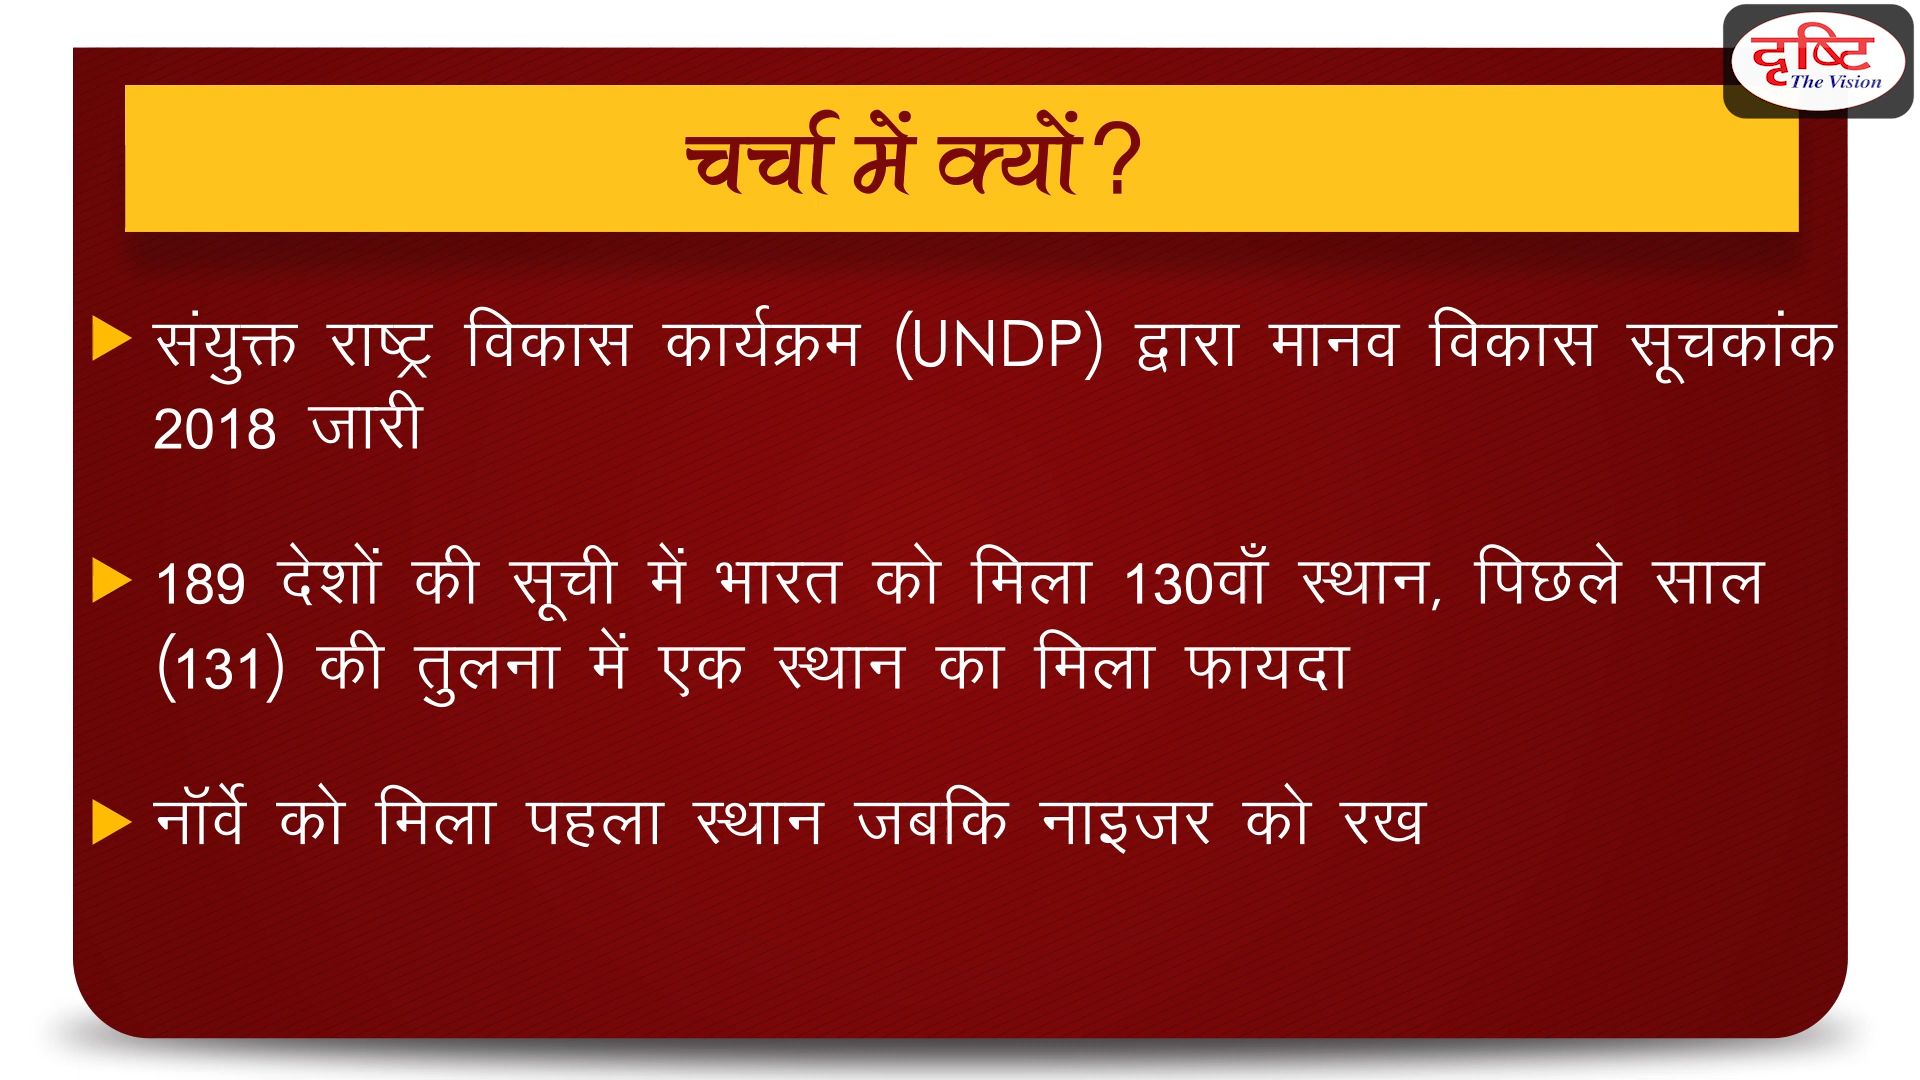 दृष्टि
The Vision
चर्चा में क्यों?
संयुक्त राष्ट्र विकास कार्यक्रम (UNDP) द्वारा मानव विकास सूचकांक
2018 जारी
189 देशों की सूची में भारत को मिला 130वाँ स्थान, पिछले साल
(131) की तुलना में एक स्थान का मिला फायदा
नॉर्वे को मिला पहला स्थान जबकि नाइजर को रख